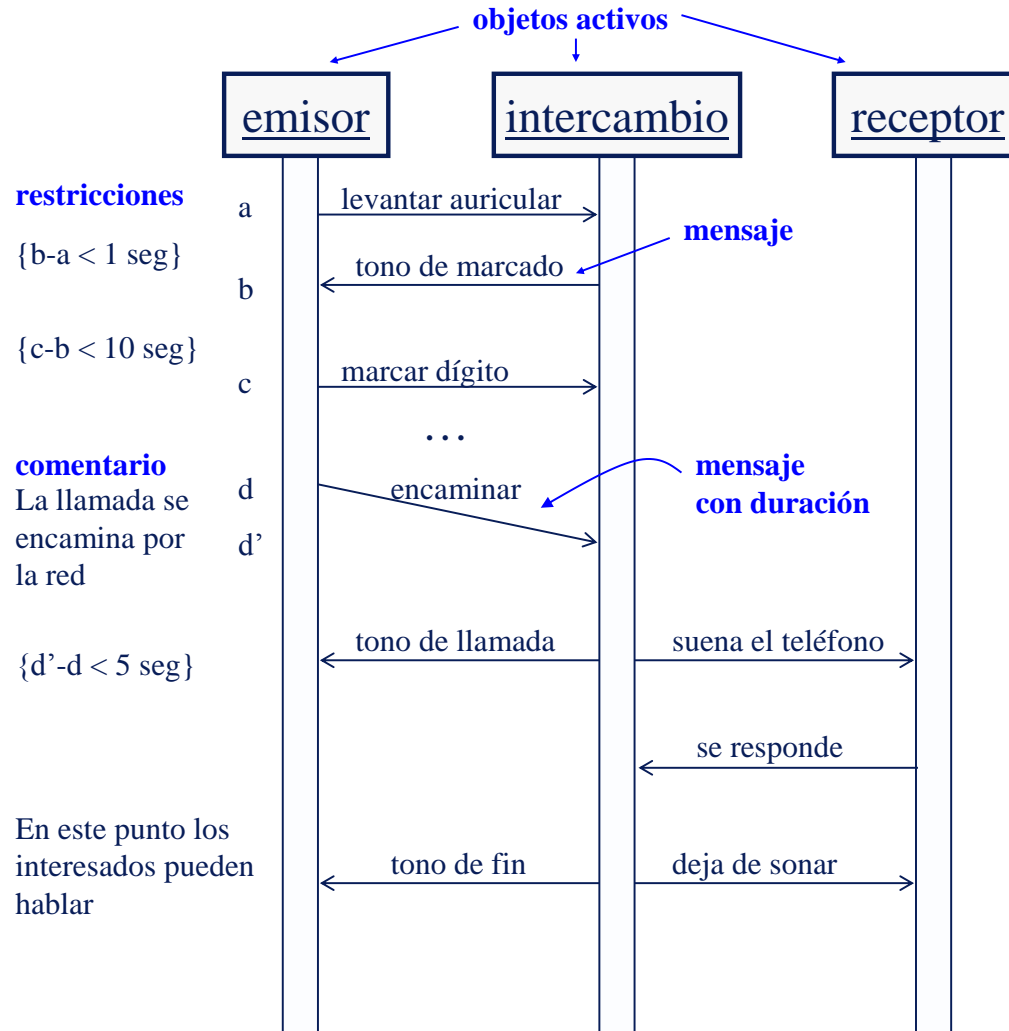 objetos activos
emisor
intercambio
receptor
restricciones
a
levantar auricular
mensaje
{b-a < 1 seg}
tono de marcado
b
{c-b < 10 seg}
c
marcar dígito
…
comentario
La llamada se
encamina por
la red
d
encaminar
mensaje
con duración
d’
tono de llamada
suena el teléfono
{d’-d < 5 seg}
se responde
En este punto los
interesados pueden
hablar
tono de fin
deja de sonar